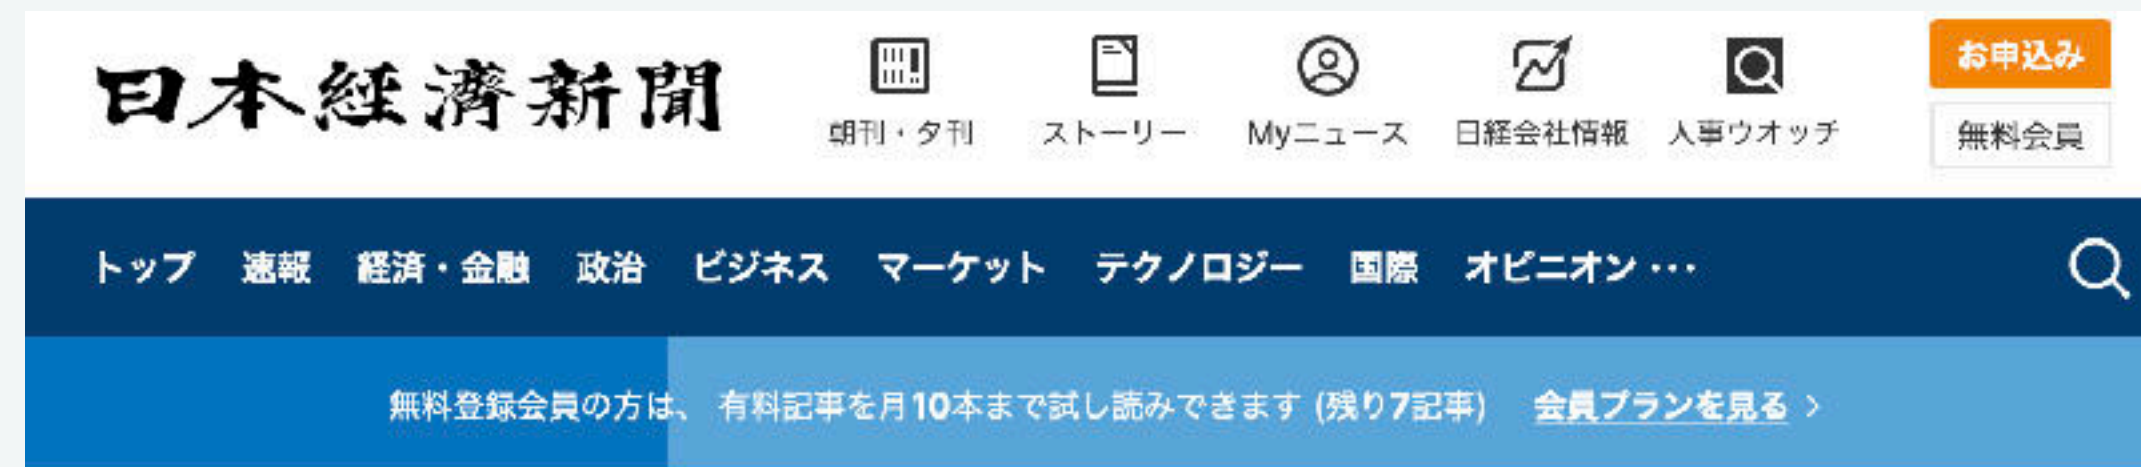 日本経済新聞
朝刊・夕刊 ストーリー Myニュース 日経会社情報 人事ウオッチ
お申込み
無料会員
トップ 速報 経済・金融 政治 ビジネス マーケット テクノロジー 国際 オピニオン …
無料登録会員の方は、 有料記事を月10本まで試し読みできます (残り7記事) 会員プランを見る >